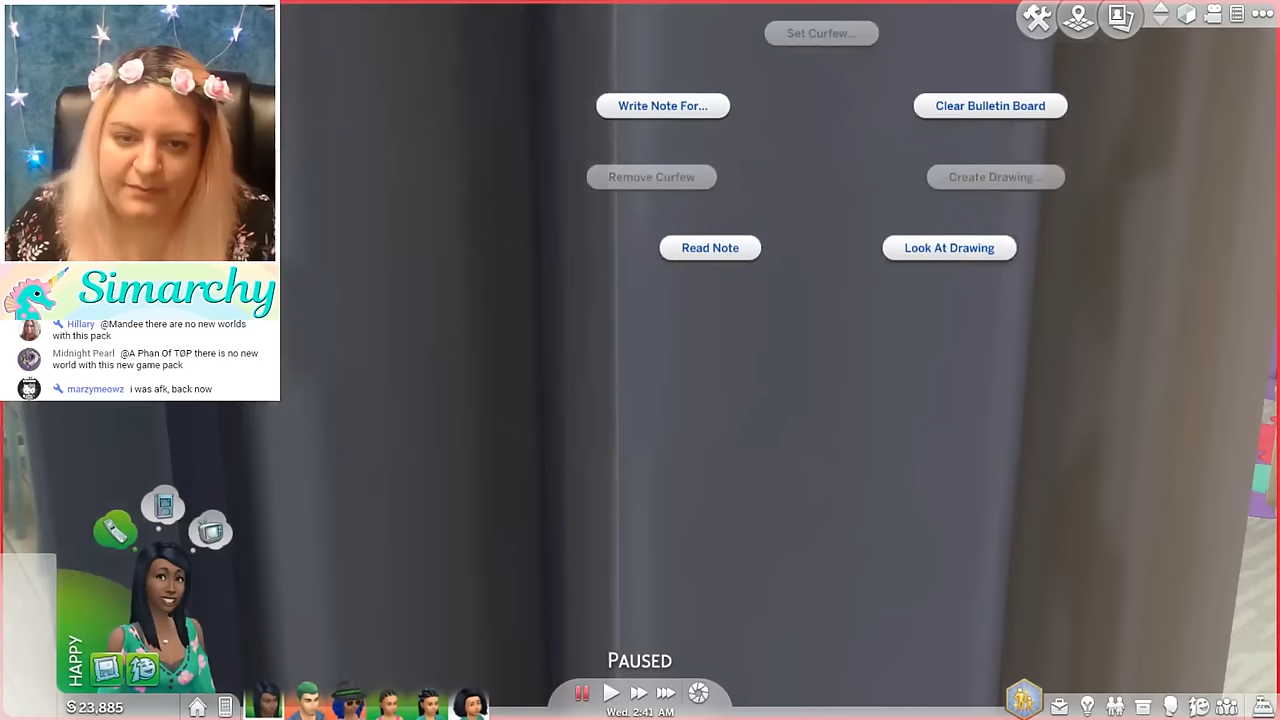 Set Curfew...
Write Note For...
Clear Bulletin Board
Remove Curfew
Create Drawing...
Read Note
Look At Drawing
Simarchy
Hillary @Mandee there are no new worlds
with this pack
Midnight Pearl @A Phan Of TØP there is no new
world with this new game pack
marzymeowz i was afk, back now
HAPPY
PAUSED
§23,885
Wed. 2:41 AM